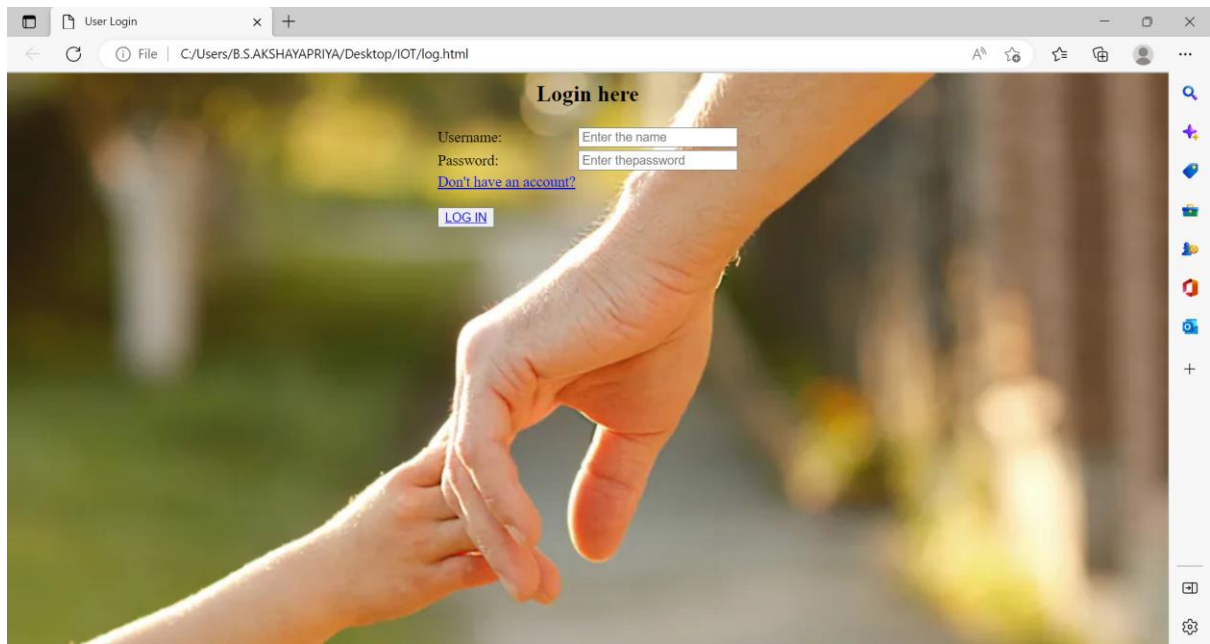 User Login
File | C:/Users/B.S.AKSHAYAPRIYA/Desktop/IOT/log.html
Login here
Username: Enter the name
Password: Enter thepassword
Don't have an account?
LOG IN